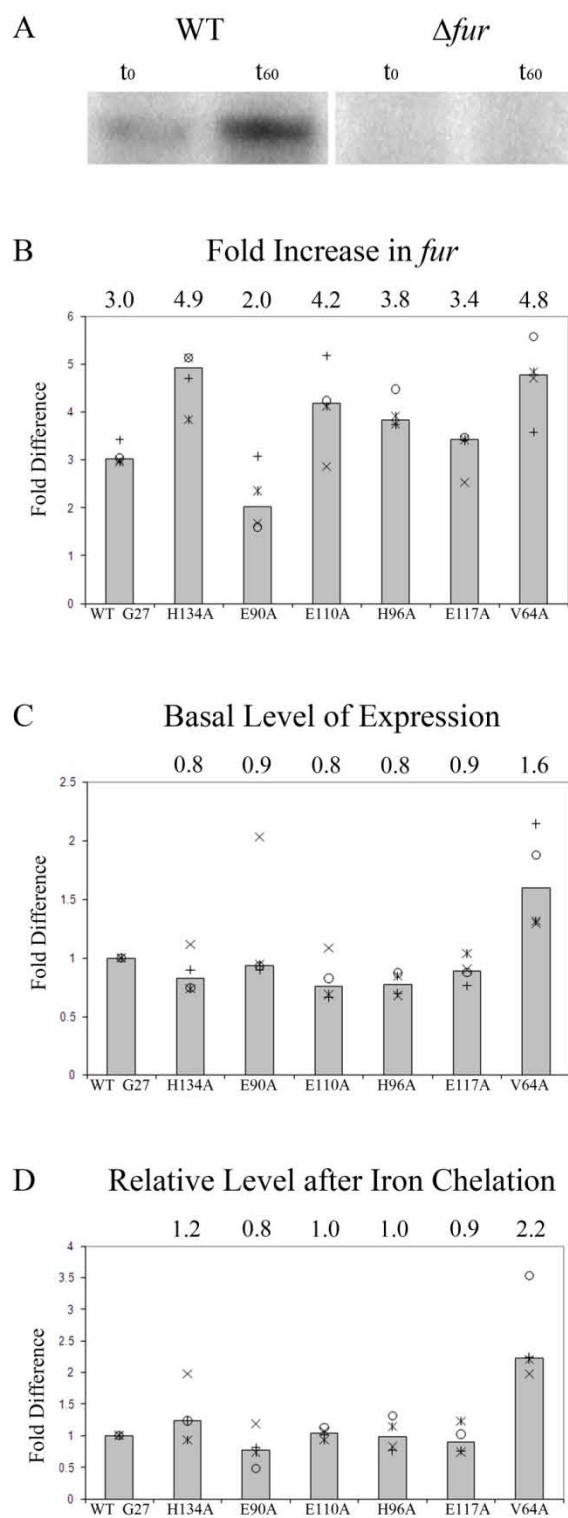 A
WT Δfur
t0 t60 t0 t60
B Fold Increase in fur
3.0 4.9 2.0 4.2 3.8 3.4 4.8
6
5
4
3
2
1
0
Fold Difference
WT G27 H134A E90A E110A H96A E117A V64A
C Basal Level of Expression
0.8 0.9 0.8 0.8 0.9 1.6
2.5
2
1.5
1
0.5
0
Fold Difference
WT G27 H134A E90A E110A H96A E117A V64A
D Relative Level after Iron Chelation
1.2 0.8 1.0 1.0 0.9 2.2
4
3.5
3
2.5
2
1.5
1
0.5
0
Fold Difference
WT G27 H134A E90A E110A H96A E117A V64A